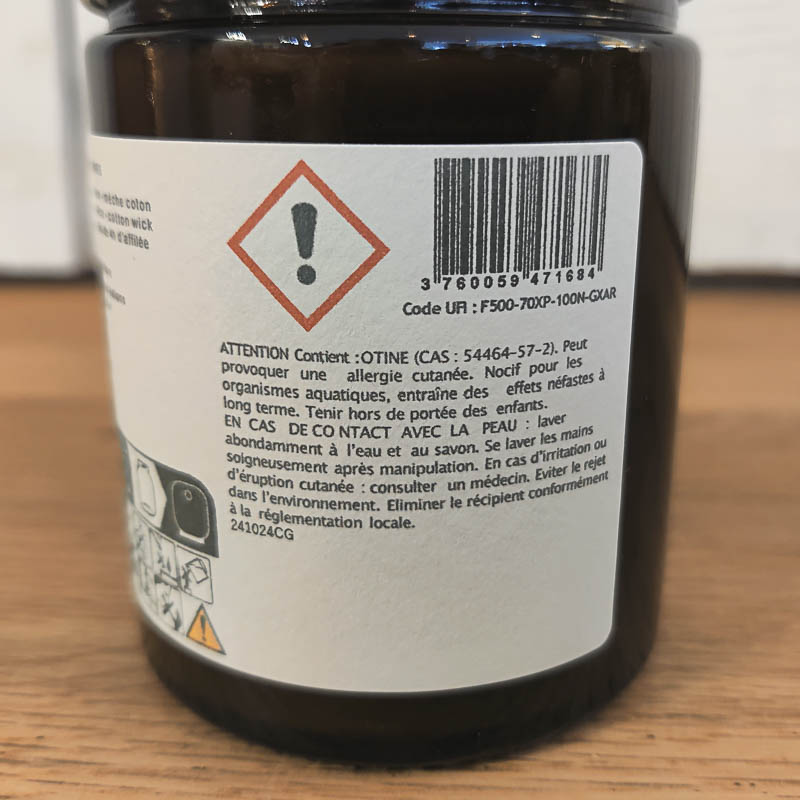 mèche coton
cotton wick
d'affilée
3 760059 471684
Code UFI : F500-70XP-100N-GXAR
ATTENTION Contient :OTINE (CAS : 54464-57-2). Peut
provoquer une allergie cutanée. Nocif pour les
organismes aquatiques, entraîne des effets néfastes à
long terme. Tenir hors de portée des enfants.
EN CAS DE CO NTACT AVEC LA PEAU : laver
abondamment à l'eau et au savon. Se laver les mains
soigneusement après manipulation. En cas d'irritation ou
d'éruption cutanée : consulter un médecin. Eviter le rejet
dans l'environnement. Eliminer le récipient conformément
à la réglementation locale.
241024CG